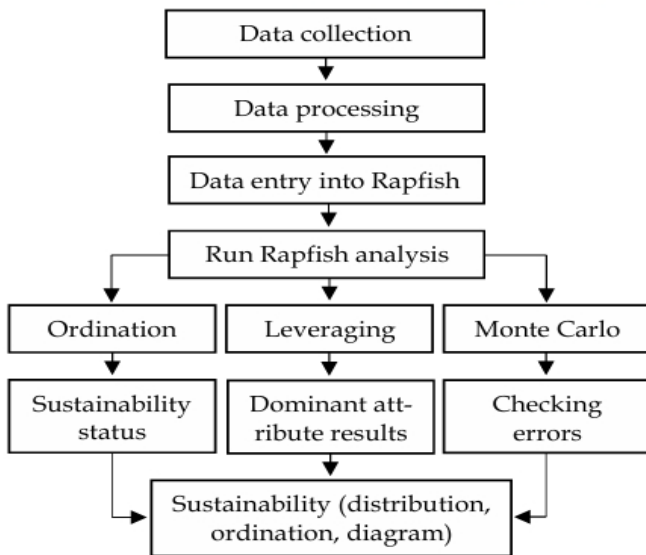 Data collection
Data processing
Data entry into Rapfish
Run Rapfish analysis
Ordination
Leveraging
Monte Carlo
Sustainability
status
Dominant att-
ribute results
Checking
errors
Sustainability (distribution,
ordination, diagram)